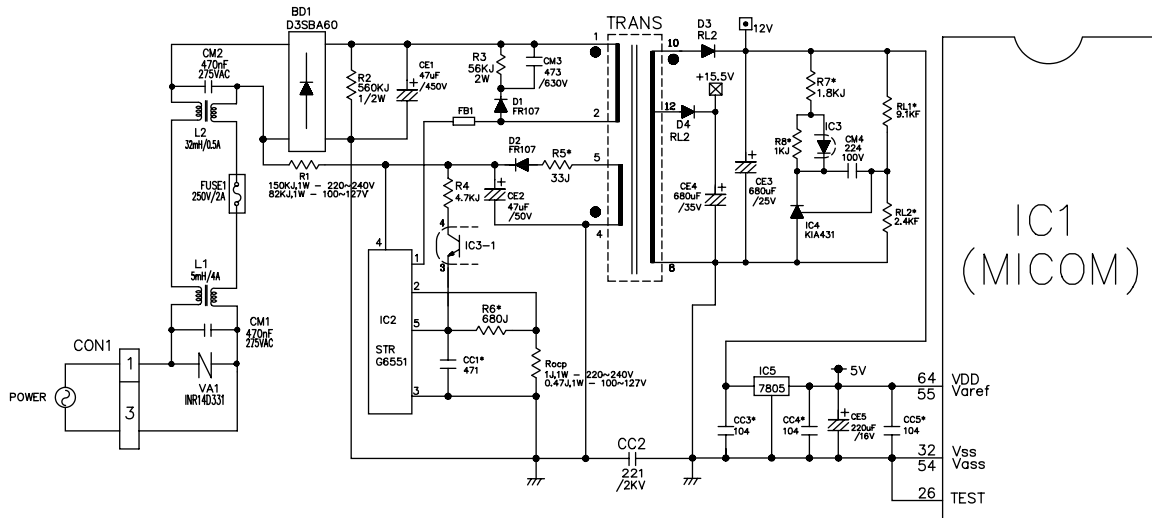 BD1
D3SBA60
CM2
470nF
275VAC
L2
32mH/0.5A
FUSE1
250V/2A
L1
5mH/4A
CM1
470nF
275VAC
CON1
1
3
POWER
VA1
INR14D331
R2
560KJ
1/2W
CE1
47uF
/450V
R3
56KJ
2W
CM3
473
/630V
D1
FR107
FB1
R1
150KJ,1W - 220~240V
82KJ,1W - 100~127V
R4
4.7KJ
D2
FR107
CE2
47uF
/50V
R5*
33J
4
IC3-1
3
4
1
2
5
3
IC2
STR
G6551
R6*
680J
CC1*
471
Rocp
1J,1W - 220~240V
0.47J,1W - 100~127V
TRANS
1
2
5
4
10
12
8
D3
RL2
12V
+15.5V
D4
RL2
CE4
680uF
/35V
CE3
680uF
/25V
R7*
1.8KJ
R8*
1KJ
IC3
CM4
224
100V
IC4
KIA431
RL1*
9.1KF
RL2*
2.4KF
CC2
221
/2KV
IC5
7805
5V
CC3*
104
CC4*
104
CE5
220uF
/16V
CC5*
104
IC1
(MICOM)
64 VDD
55 Varef
32 Vss
54 Vass
26 TEST